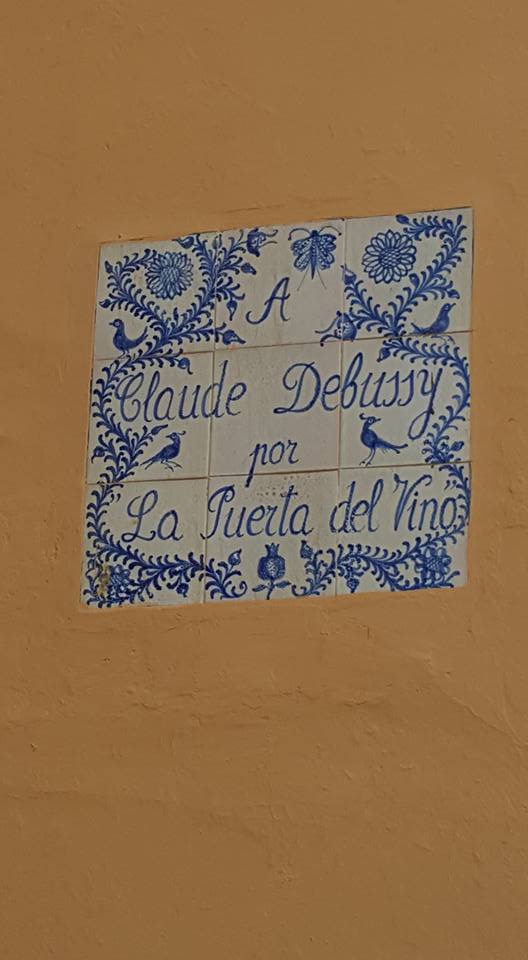 A
Claude Debussy
por
"La Puerta del Vino"